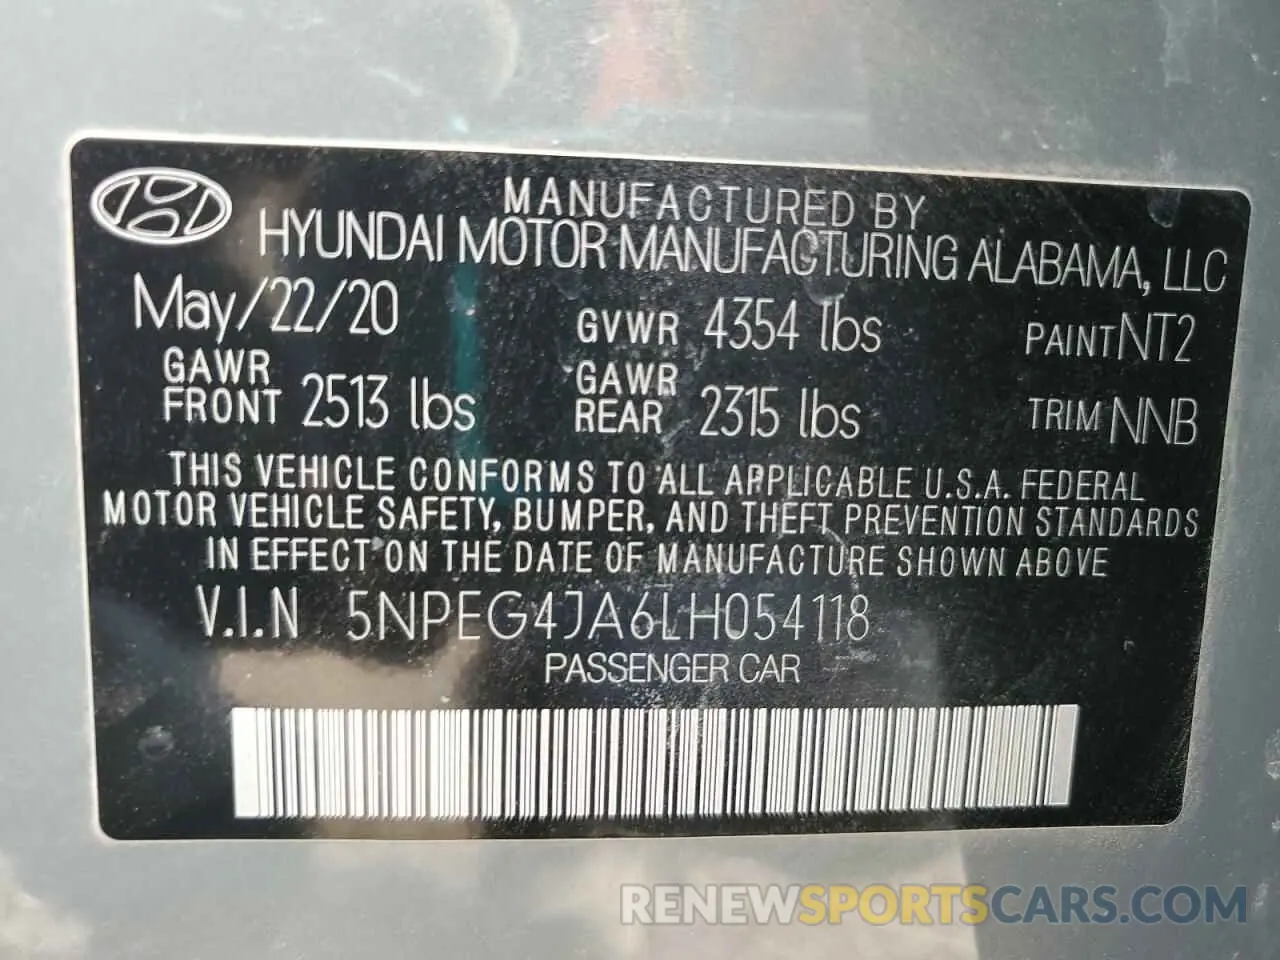 MANUFACTURED BY
HYUNDAI MOTOR MANUFACTURING ALABAMA, LLC
May/22/20 GVWR 4354 lbs PAINT NT2
GAWR FRONT 2513 lbs GAWR REAR 2315 lbs TRIM NNB
THIS VEHICLE CONFORMS TO ALL APPLICABLE U.S.A. FEDERAL
MOTOR VEHICLE SAFETY, BUMPER, AND THEFT PREVENTION STANDARDS
IN EFFECT ON THE DATE OF MANUFACTURE SHOWN ABOVE
V.I.N 5NPEG4JA6LH054118
PASSENGER CAR
RENEWSPORTSCARS.COM